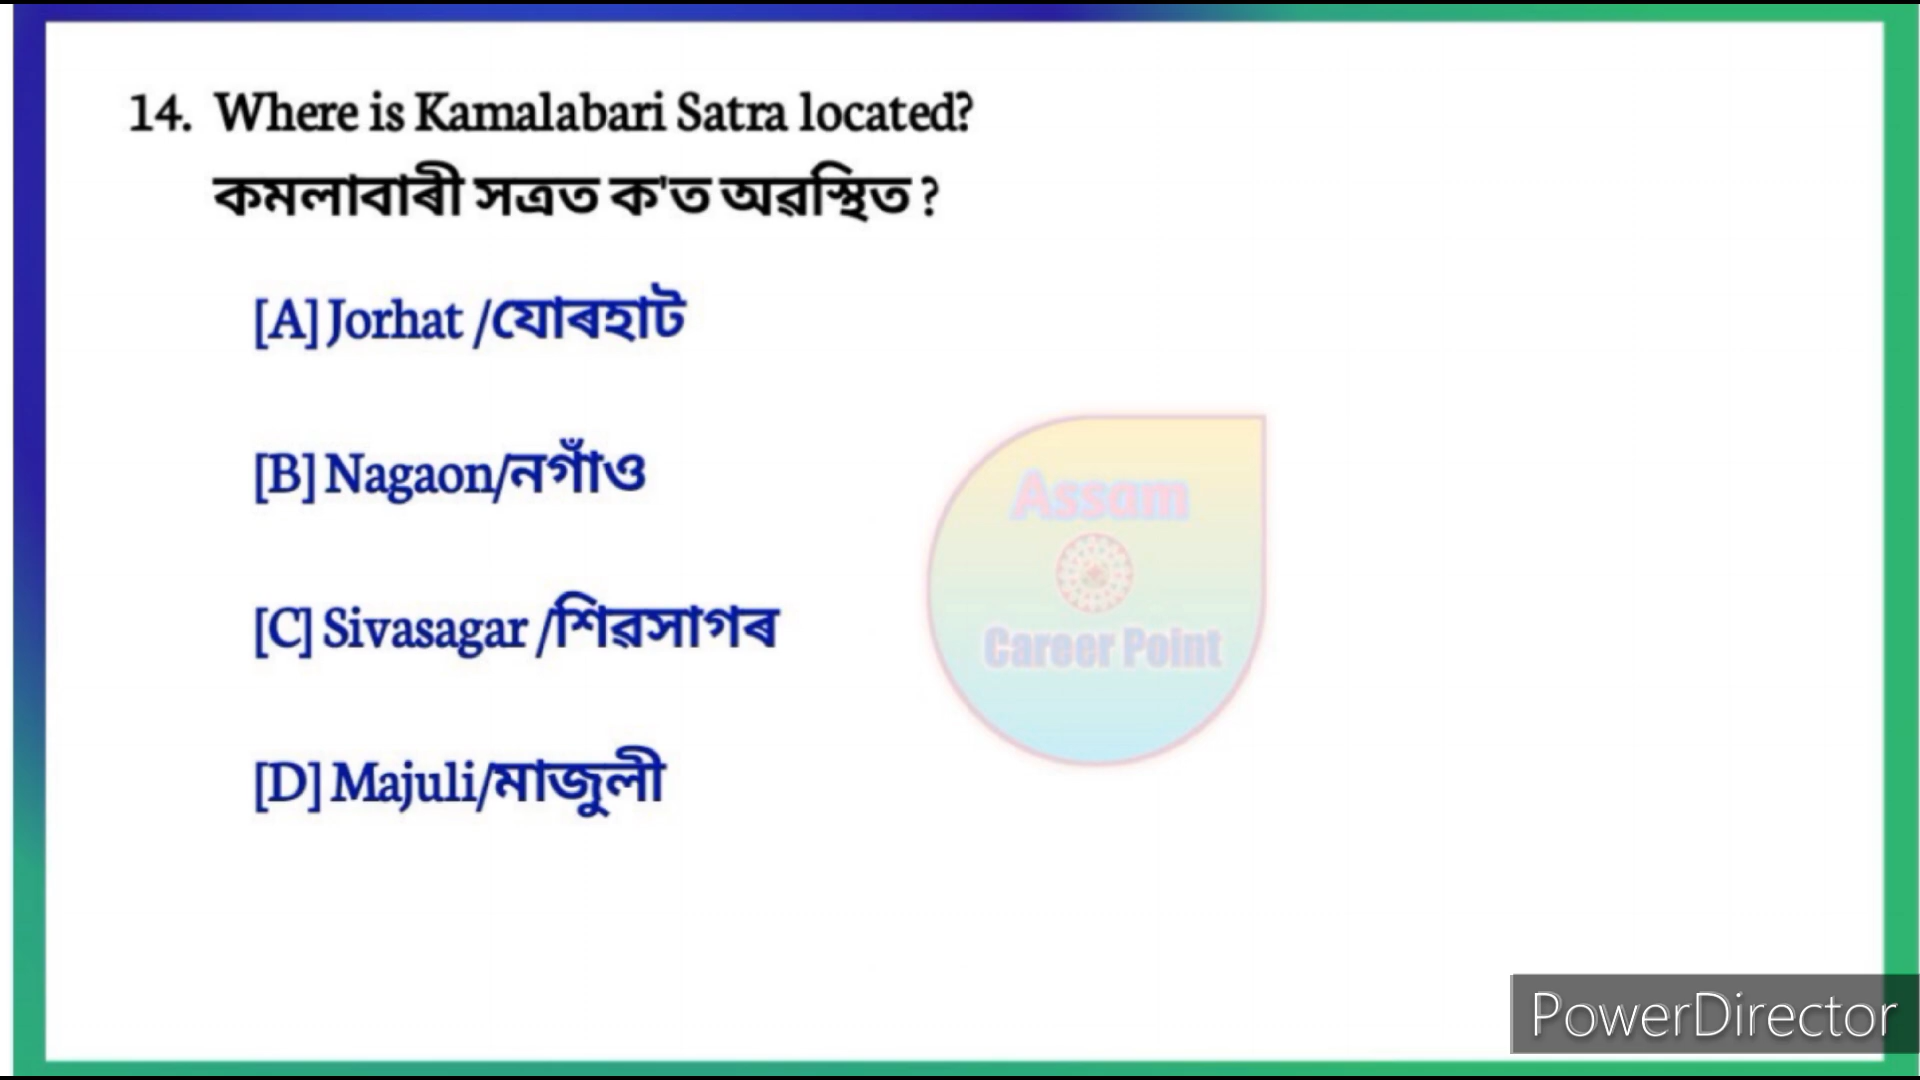 14. Where is Kamalabari Satra located?
কমলাবাৰী সত্ৰত ক'ত অৱস্থিত ?
[A] Jorhat /যোৰহাট
[B] Nagaon/নগাঁও
[C] Sivasagar /শিৱসাগৰ
[D] Majuli/মাজুলী
Assam
Career Point
PowerDirector